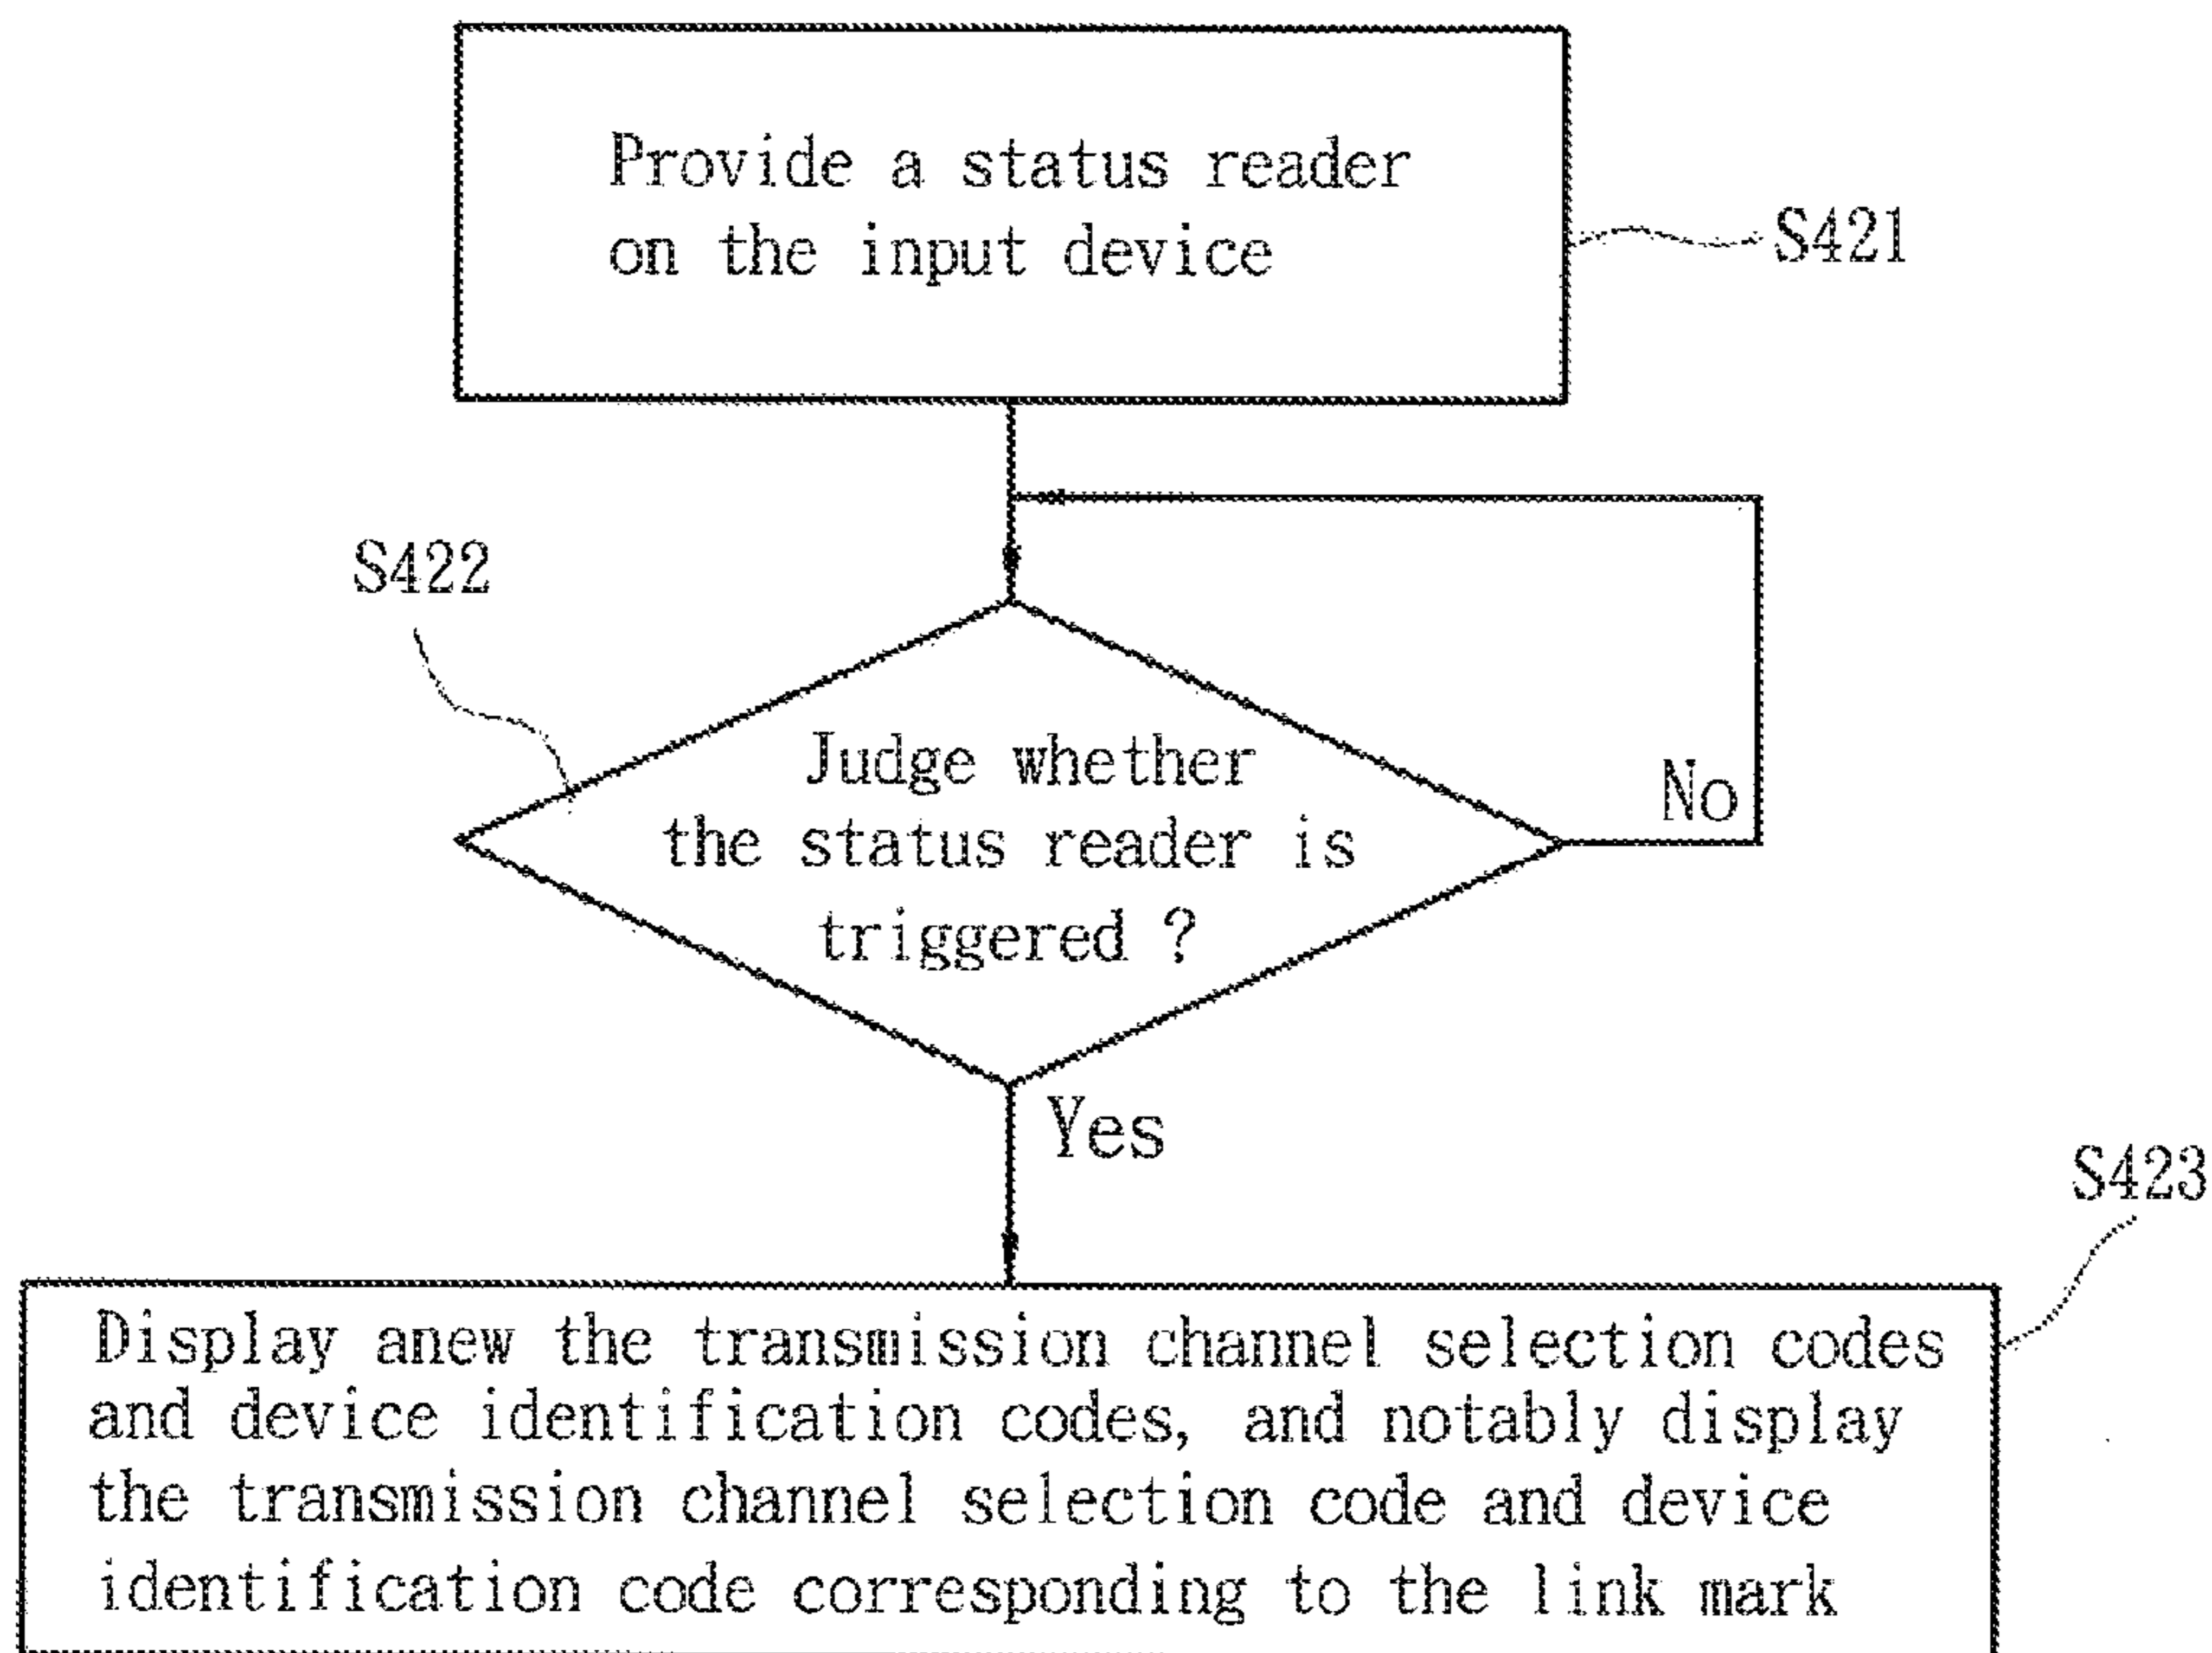 Provide a status reader
on the input device
S421
S422
Judge whether
the status reader is
triggered ?
No
Yes
S423
Display anew the transmission channel selection codes
and device identification codes, and notably display
the transmission channel selection code and device
identification code corresponding to the link mark